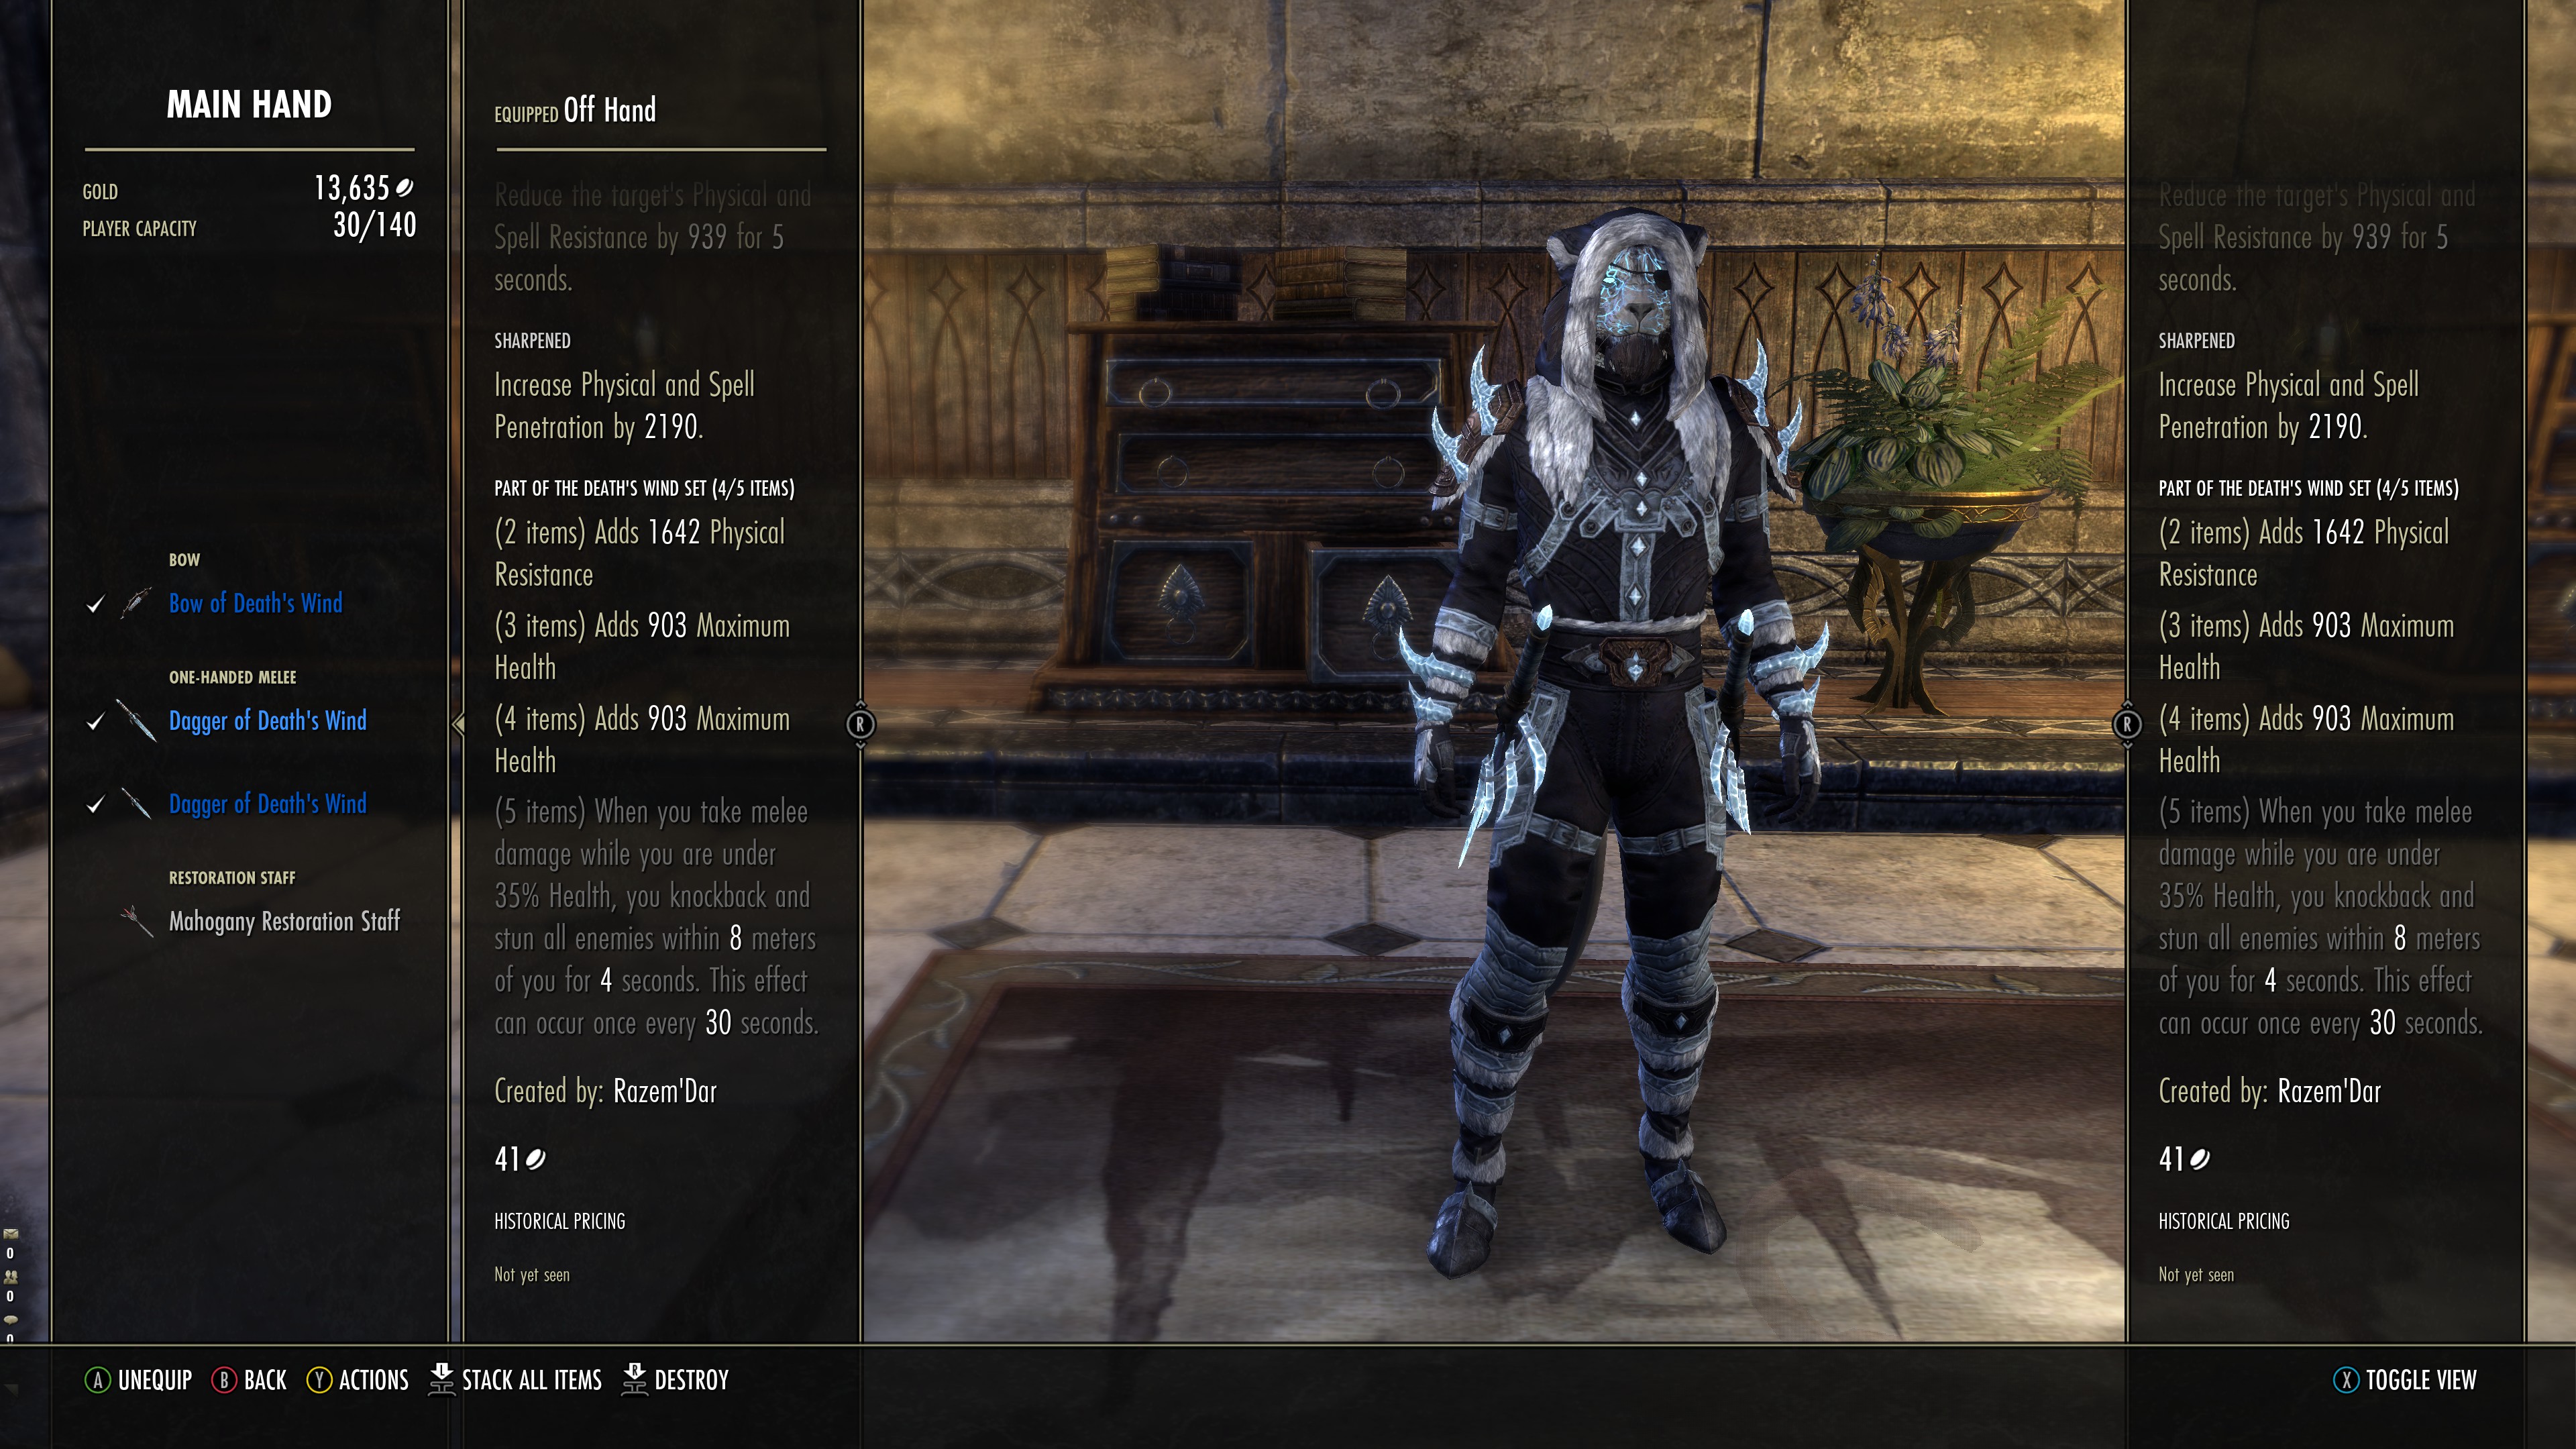 MAIN HAND
GOLD 13,635
PLAYER CAPACITY 30/140
BOW
Bow of Death's Wind
ONE-HANDED MELEE
Dagger of Death's Wind
Dagger of Death's Wind
RESTORATION STAFF
Mahogany Restoration Staff
0
0
0
EQUIPPED Off Hand
Reduce the target's Physical and
Spell Resistance by 939 for 5
seconds.
SHARPENED
Increase Physical and Spell
Penetration by 2190.
PART OF THE DEATH'S WIND SET (4/5 ITEMS)
(2 items) Adds 1642 Physical
Resistance
(3 items) Adds 903 Maximum
Health
(4 items) Adds 903 Maximum
Health
(5 items) When you take melee
damage while you are under
35% Health, you knockback and
stun all enemies within 8 meters
of you for 4 seconds. This effect
can occur once every 30 seconds.
Created by: Razem'Dar
41
HISTORICAL PRICING
Not yet seen
R
R
Reduce the target's Physical and
Spell Resistance by 939 for 5
seconds.
SHARPENED
Increase Physical and Spell
Penetration by 2190.
PART OF THE DEATH'S WIND SET (4/5 ITEMS)
(2 items) Adds 1642 Physical
Resistance
(3 items) Adds 903 Maximum
Health
(4 items) Adds 903 Maximum
Health
(5 items) When you take melee
damage while you are under
35% Health, you knockback and
stun all enemies within 8 meters
of you for 4 seconds. This effect
can occur once every 30 seconds.
Created by: Razem'Dar
41
HISTORICAL PRICING
Not yet seen
A UNEQUIP B BACK Y ACTIONS L STACK ALL ITEMS R DESTROY
X TOGGLE VIEW